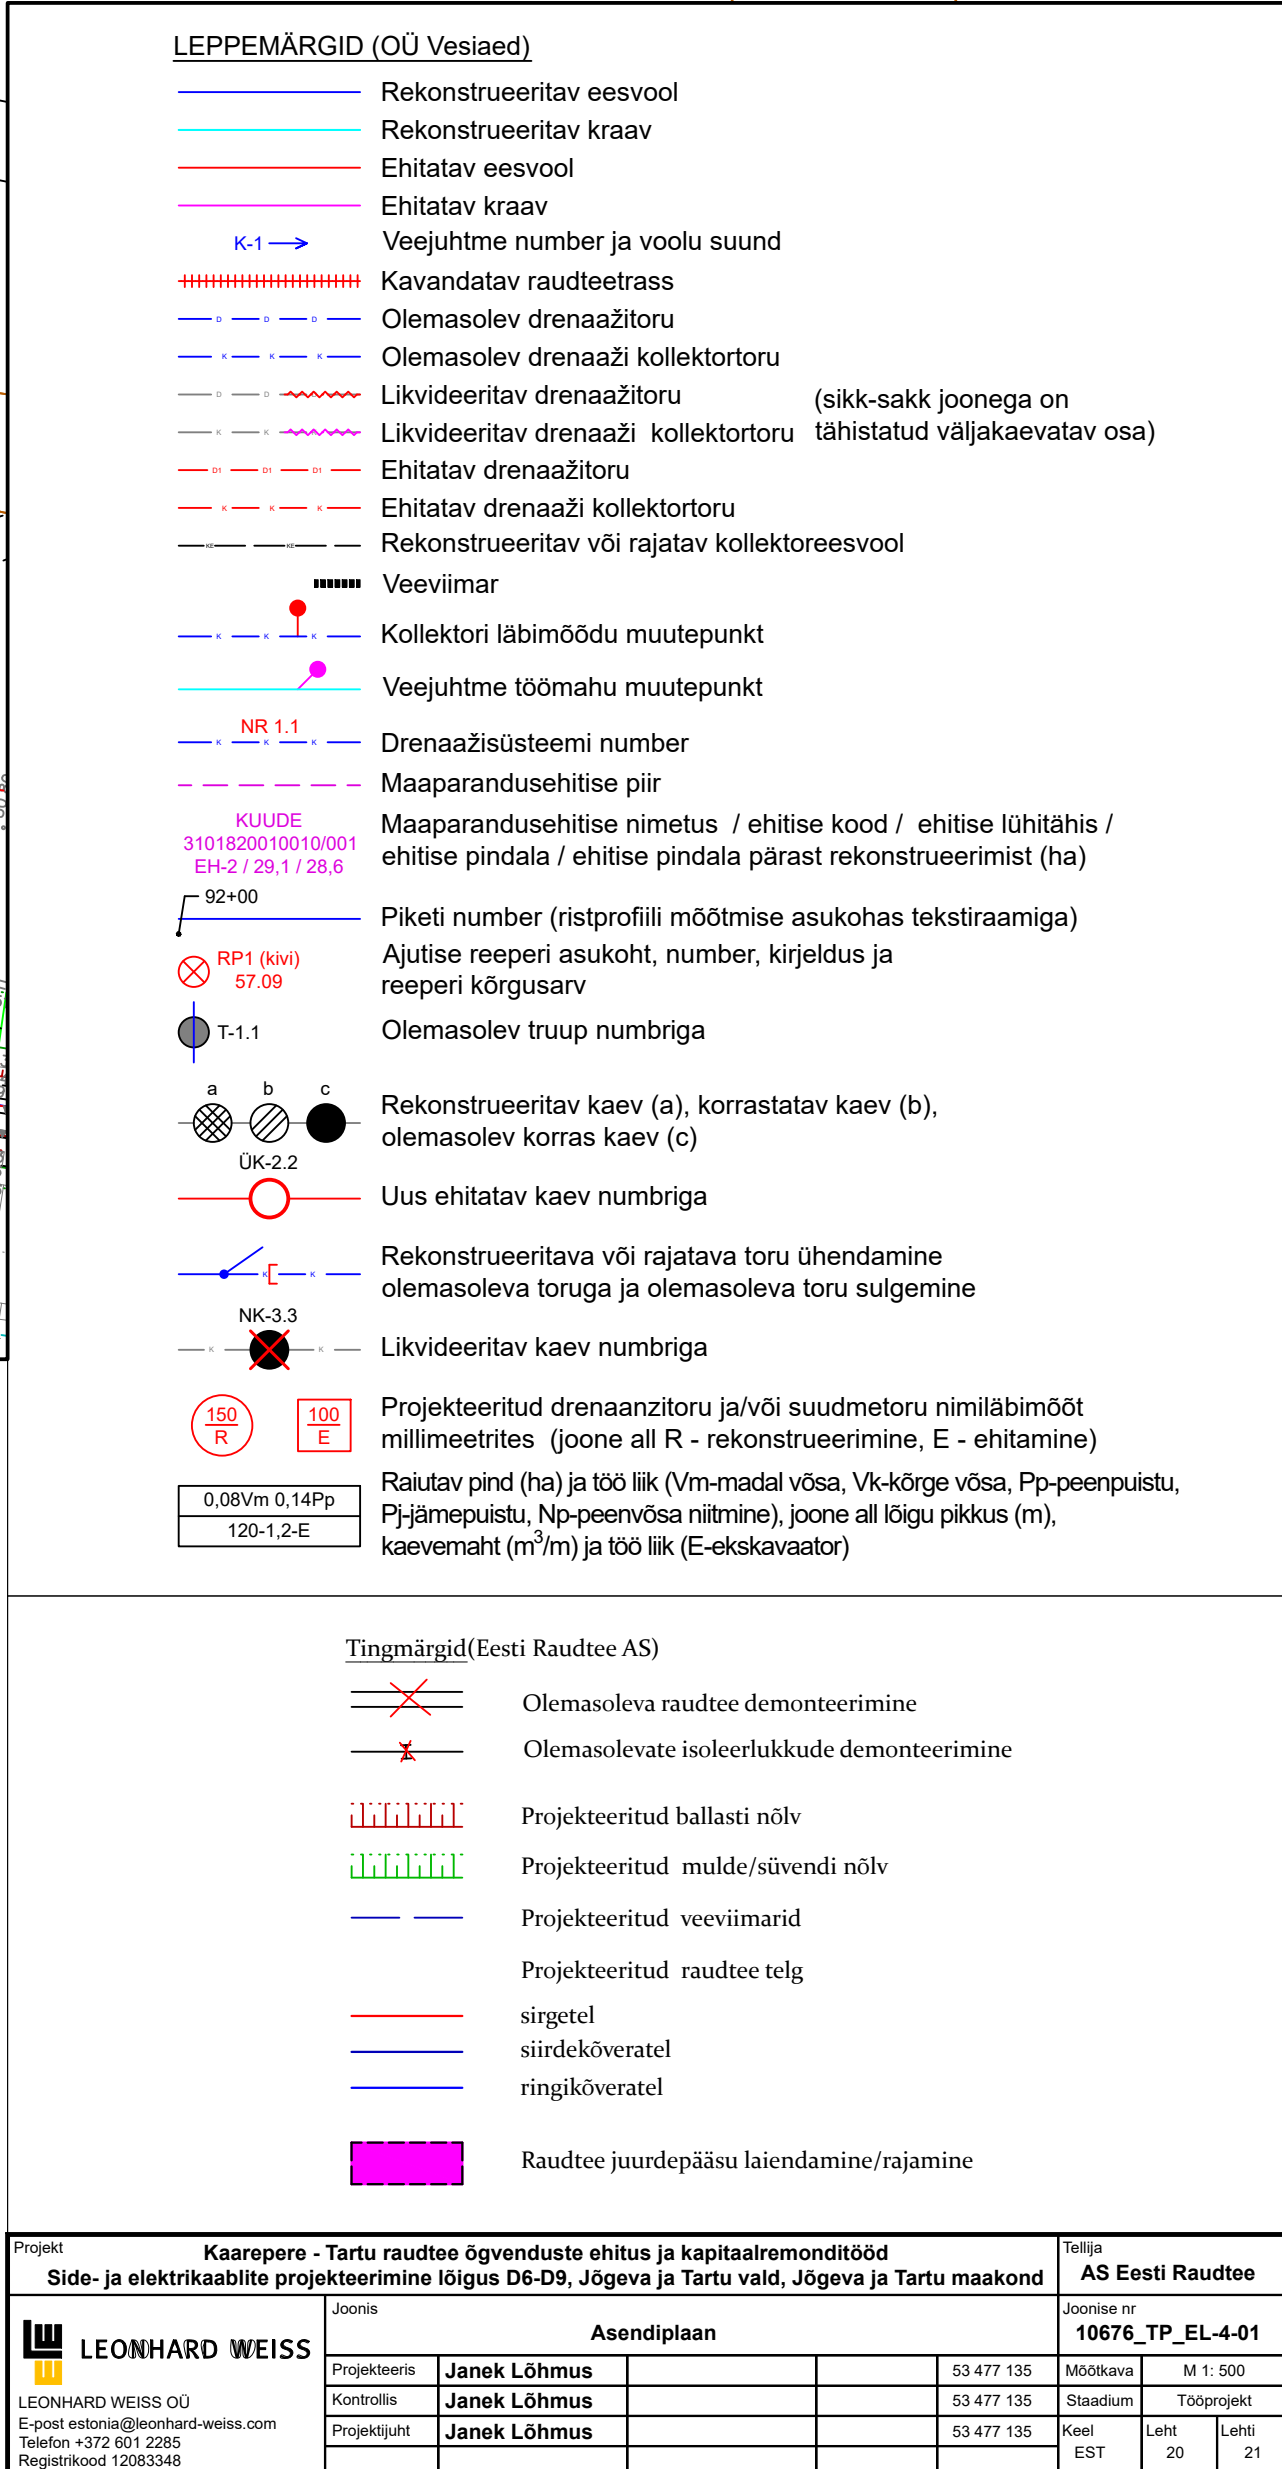 LEPPEMÄRGID (OÜ Vesiaed)
Rekonstrueeritav eesvool
Rekonstrueeritav kraav
Ehitatav eesvool
Ehitatav kraav
K-1 Veejuhtme number ja voolu suund
Kavandatav raudteetrass
D D D Olemasolev drenaažitoru
K K K Olemasolev drenaaži kollektortoru
D D Likvideeritav drenaažitoru (sikk-sakk joonega on
K K Likvideeritav drenaaži kollektortoru tähistatud väljakaevatav osa)
D1 D1 D1 Ehitatav drenaažitoru
K K K Ehitatav drenaaži kollektortoru
KE KE Rekonstrueeritav või rajatav kollektoreesvool
Veeviimar
K K K Kollektori läbimõõdu muutepunkt
Veejuhtme töömahu muutepunkt
NR 1.1
K K K Drenaažisüsteemi number
Maaparandusehitise piir
KUUDE
3101820010010/001
EH-2 / 29,1 / 28,6
Maaparandusehitise nimetus / ehitise kood / ehitise lühitähis /
ehitise pindala / ehitise pindala pärast rekonstrueerimist (ha)
92+00
Piketi number (ristprofiili mõõtmise asukohas tekstiraamiga)
RP1 (kivi)
57.09
Ajutise reeperi asukoht, number, kirjeldus ja
reeperi kõrgusarv
T-1.1 Olemasolev truup numbriga
a b c
Rekonstrueeritav kaev (a), korrastatav kaev (b),
olemasolev korras kaev (c)
ÜK-2.2
Uus ehitatav kaev numbriga
K K
Rekonstrueeritava või rajatava toru ühendamine
olemasoleva toruga ja olemasoleva toru sulgemine
NK-3.3
K K Likvideeritav kaev numbriga
150
R
100
E
Projekteeritud drenaanzitoru ja/või suudmetoru nimiläbimõõt
millimeetrites (joone all R - rekonstrueerimine, E - ehitamine)
0,08Vm 0,14Pp
120-1,2-E
Raiutav pind (ha) ja töö liik (Vm-madal võsa, Vk-kõrge võsa, Pp-peenpuistu,
Pj-jämepuistu, Np-peenvõsa niitmine), joone all lõigu pikkus (m),
kaevemaht (m³/m) ja töö liik (E-ekskavaator)
Tingmärgid(Eesti Raudtee AS)
Olemasoleva raudtee demonteerimine
Olemasolevate isoleerlukkude demonteerimine
Projekteeritud ballasti nõlv
Projekteeritud mulde/süvendi nõlv
Projekteeritud veeviimarid
Projekteeritud raudtee telg
sirgetel
siirdekõveratel
ringikõveratel
Raudtee juurdepääsu laiendamine/rajamine
Projekt
Kaarepere - Tartu raudtee õgvenduste ehitus ja kapitaalremonditööd
Side- ja elektrikaablite projekteerimine lõigus D6-D9, Jõgeva ja Tartu vald, Jõgeva ja Tartu maakond
Tellija
AS Eesti Raudtee
LEONHARD WEISS
LEONHARD WEISS OÜ
E-post estonia@leonhard-weiss.com
Telefon +372 601 2285
Registrikood 12083348
Joonis
Asendiplaan
Joonise nr
10676_TP_EL-4-01
Projekteeris Janek Lõhmus 53 477 135 Mõõtkava M 1: 500
Kontrollis Janek Lõhmus 53 477 135 Staadium Tööprojekt
Projektijuht Janek Lõhmus 53 477 135 Keel Leht Lehti
EST 20 21